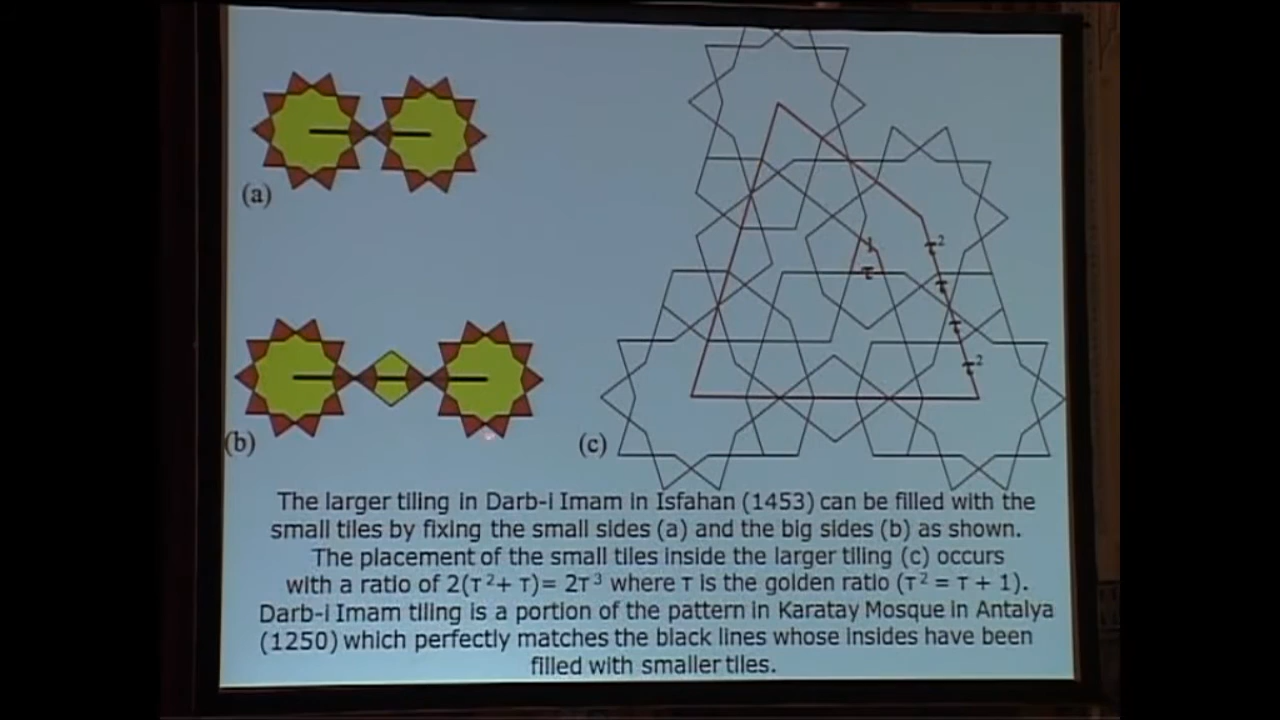 (a)
(b)
(c)
1
τ
τ²
τ
τ
τ²
The larger tiling in Darb-i Imam in Isfahan (1453) can be filled with the
small tiles by fixing the small sides (a) and the big sides (b) as shown.
The placement of the small tiles inside the larger tiling (c) occurs
with a ratio of 2(τ²+ τ)= 2τ³ where τ is the golden ratio (τ² = τ + 1).
Darb-i Imam tiling is a portion of the pattern in Karatay Mosque in Antalya
(1250) which perfectly matches the black lines whose insides have been
filled with smaller tiles.